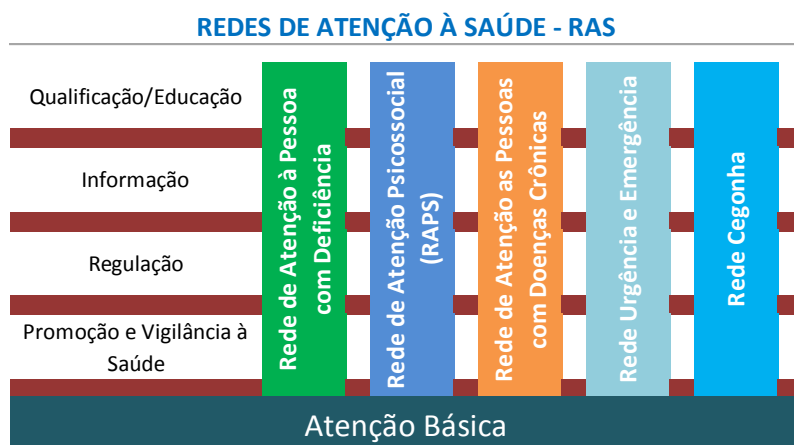 REDES DE ATENÇÃO À SAÚDE - RAS
Qualificação/Educação
Informação
Regulação
Promoção e Vigilância à
Saúde
Rede de Atenção à Pessoa
com Deficiência
Rede de Atenção Psicossocial
(RAPS)
Rede de Atenção as Pessoas
com Doenças Crônicas
Rede Urgência e Emergência
Rede Cegonha
Atenção Básica